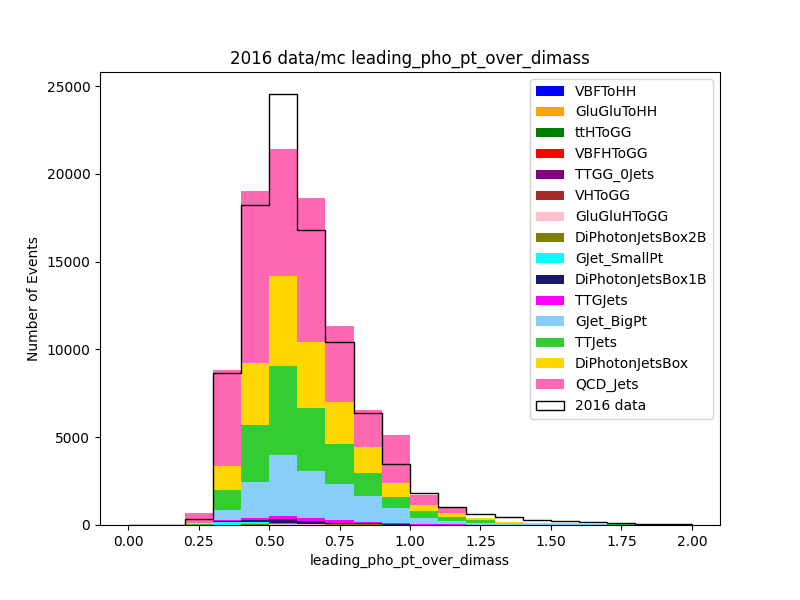 2016 data/mc leading_pho_pt_over_dimass
Number of Events
25000
20000
15000
10000
5000
0
0.00 0.25 0.50 0.75 1.00 1.25 1.50 1.75 2.00
leading_pho_pt_over_dimass
VBFToHH
GluGluToHH
ttHToGG
VBFHToGG
TTGG_0Jets
VHToGG
GluGluHToGG
DiPhotonJetsBox2B
GJet_SmallPt
DiPhotonJetsBox1B
TTGJets
GJet_BigPt
TTJets
DiPhotonJetsBox
QCD_Jets
2016 data